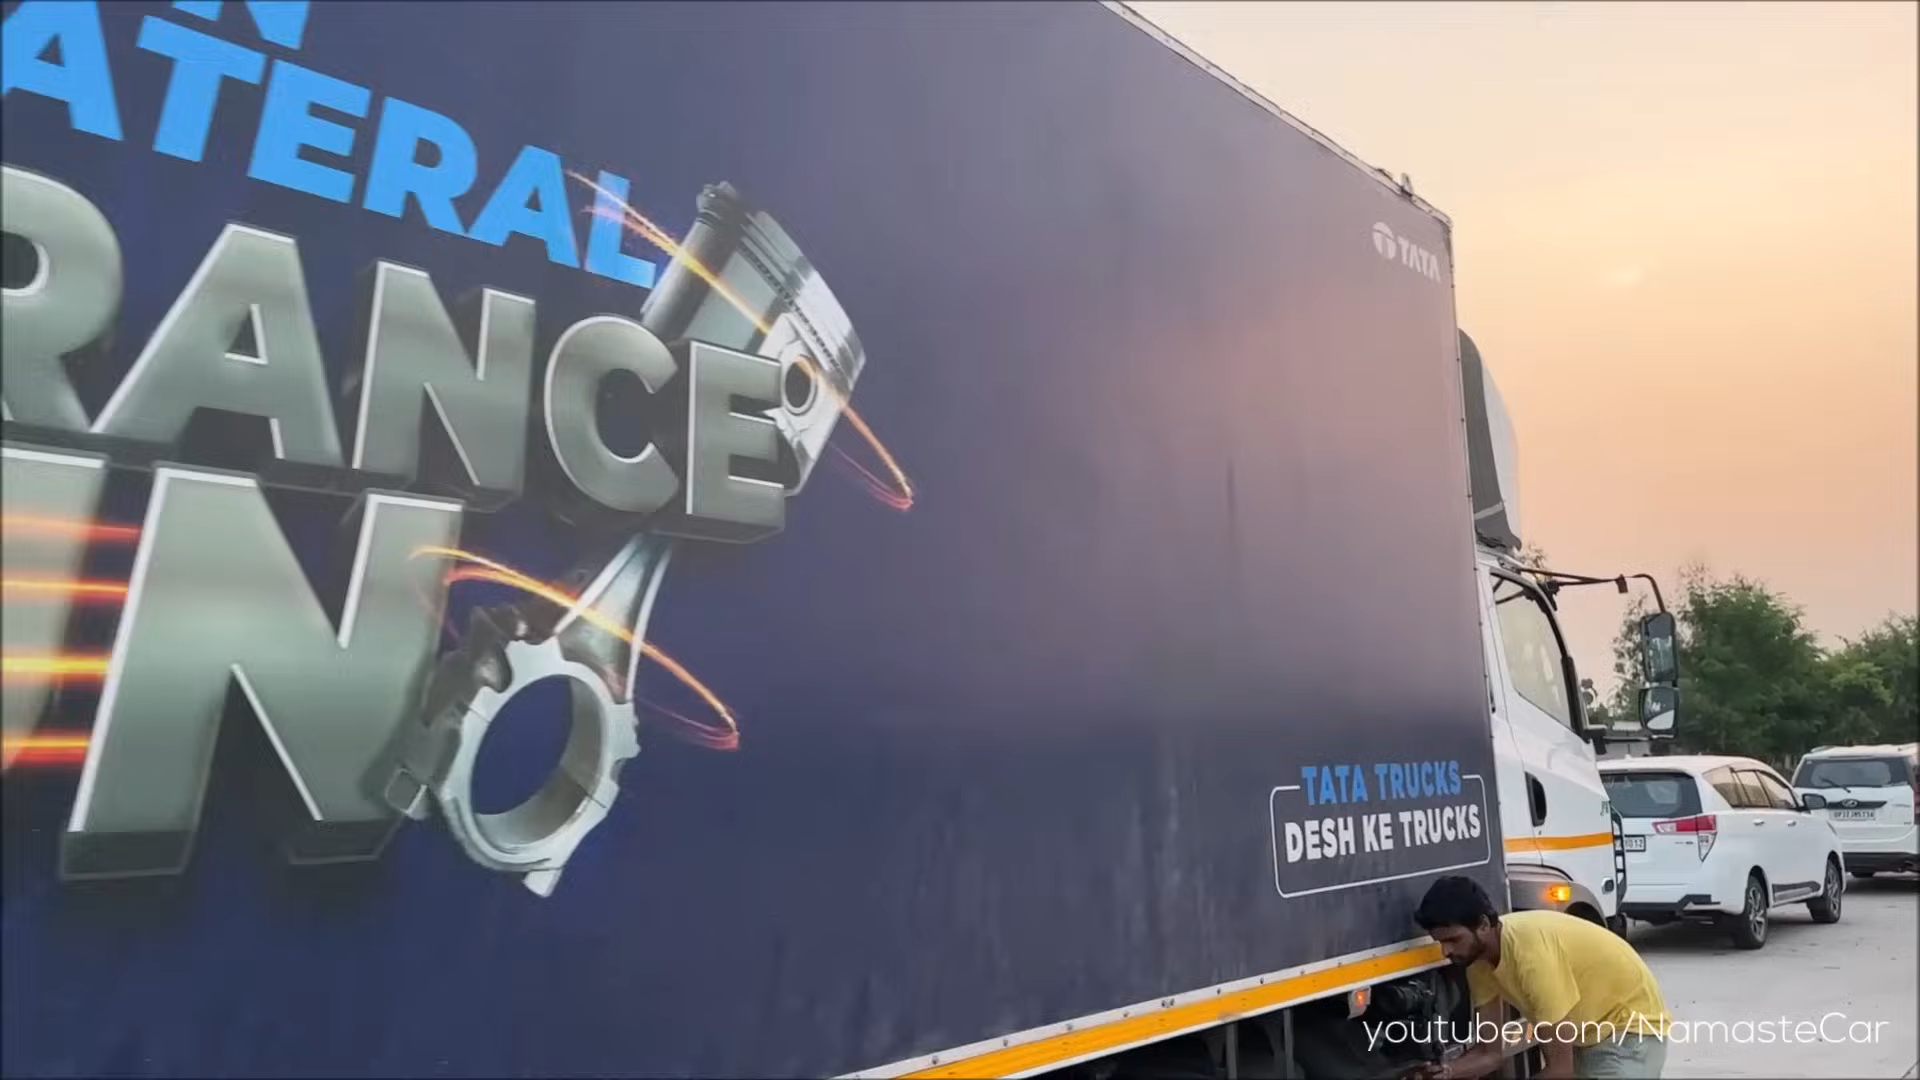 ATERAL
RANCE
N
TATA
TATA TRUCKS
DESH KE TRUCKS
youtube.com/NamasteCar